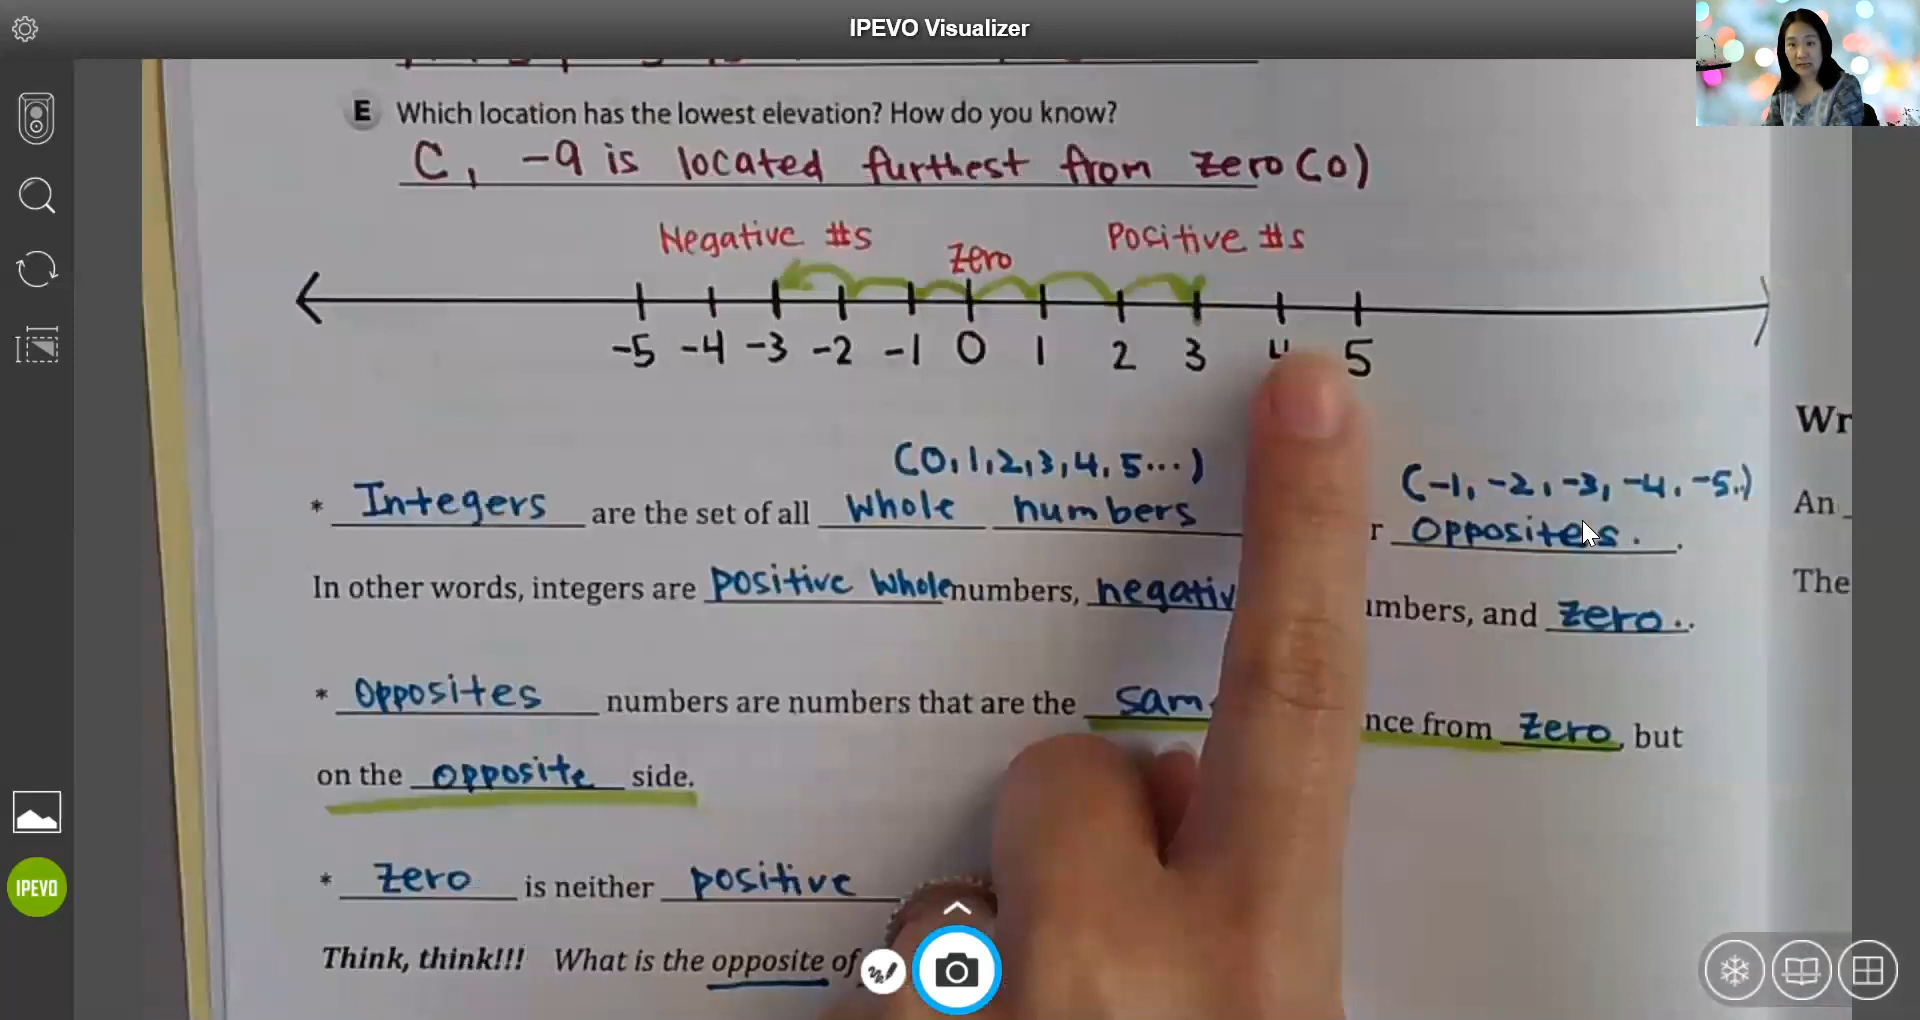 IPEVO Visualizer
E Which location has the lowest elevation? How do you know?
C, -9 is located furthest from zero (0)
Negative #s Zero Positive #s
-5 -4 -3 -2 -1 0 1 2 3 4 5
(0,1,2,3,4,5...) (-1, -2, -3, -4, -5..)
* Integers are the set of all whole numbers r opposites. .
In other words, integers are positive whole numbers, negativ umbers, and zero..
* Opposites numbers are numbers that are the sam nce from zero, but
on the opposite side.
* Zero is neither positive
Think, think!!! What is the opposite of
Wr
An
The
IPEVO